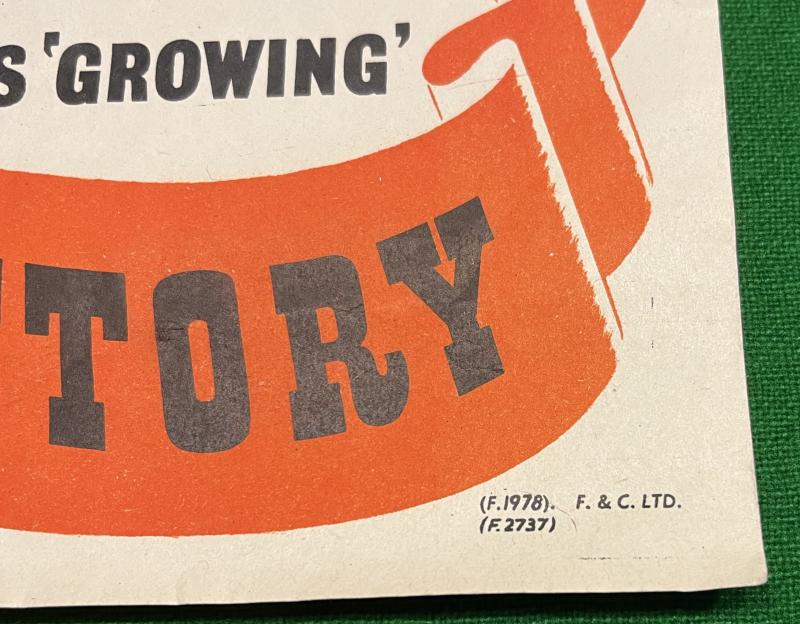 S 'GROWING'
TORY
(F.1978). F. & C. LTD.
(F.2737)